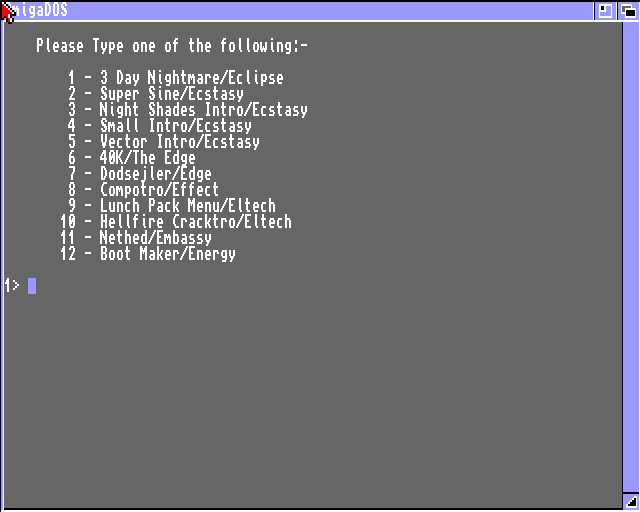 migaDOS
Please Type one of the following:-
1 - 3 Day Nightmare/Eclipse
2 - Super Sine/Ecstasy
3 - Night Shades Intro/Ecstasy
4 - Small Intro/Ecstasy
5 - Vector Intro/Ecstasy
6 - 40K/The Edge
7 - Dodsejler/Edge
8 - Compotro/Effect
9 - Lunch Pack Menu/Eltech
10 - Hellfire Cracktro/Eltech
11 - Nethed/Embassy
12 - Boot Maker/Energy
1>